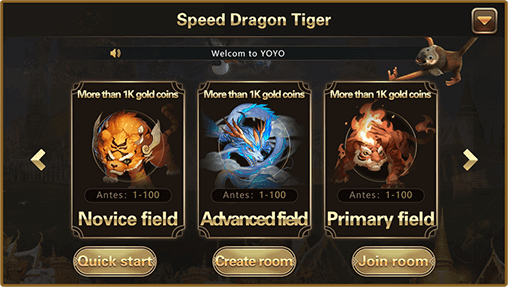 Speed Dragon Tiger
Welcom to YOYO
More than 1K gold coins
More than 1K gold coins
More than 1K gold coins
Antes: 1-100
Antes: 1-100
Antes: 1-100
Novice field
Advanced field
Primary field
Quick start
Create room
Join room